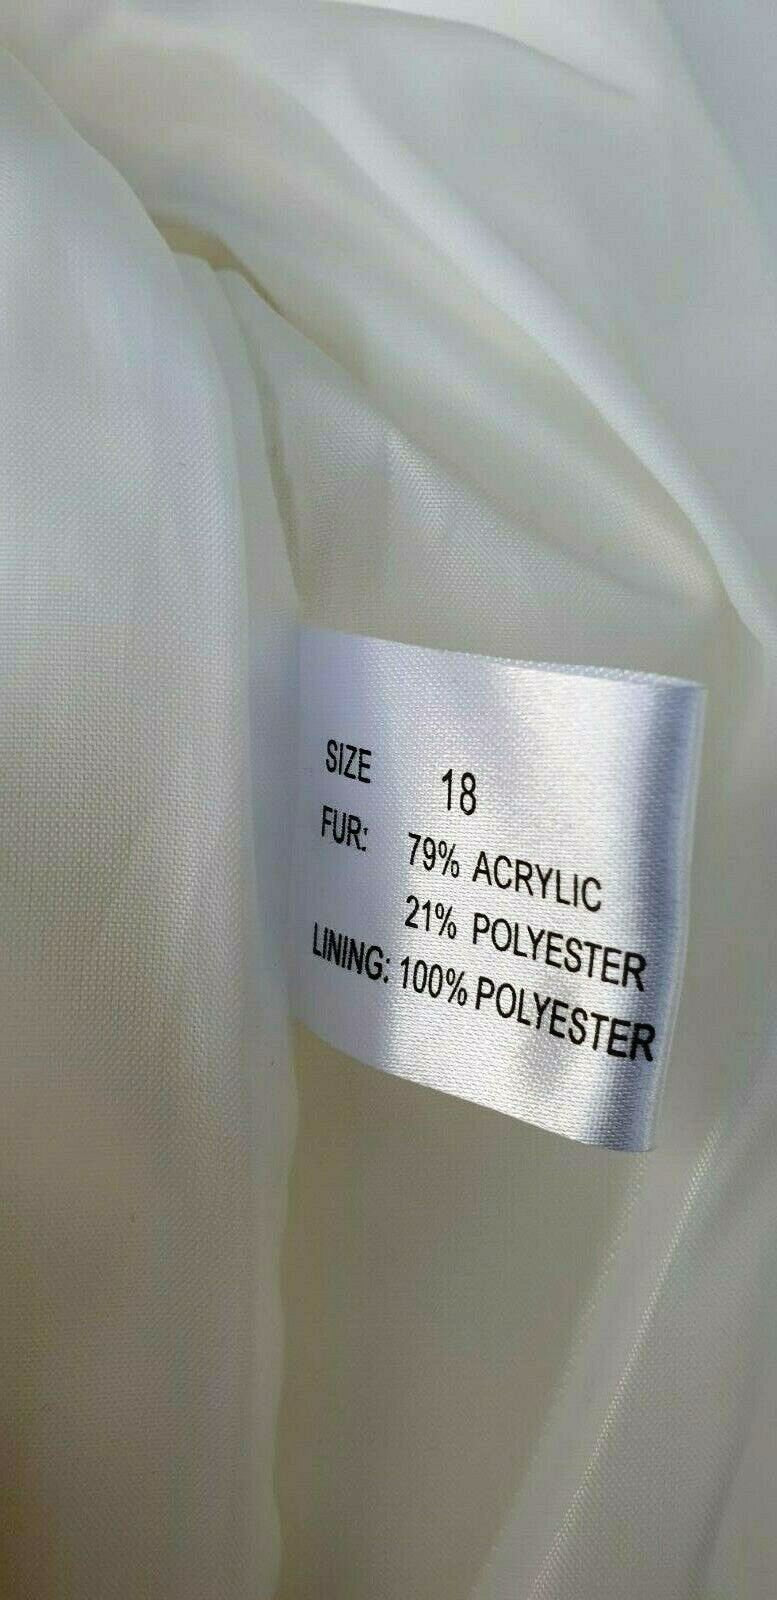 SIZE 18
FUR: 79% ACRYLIC
21% POLYESTER
LINING: 100% POLYESTER